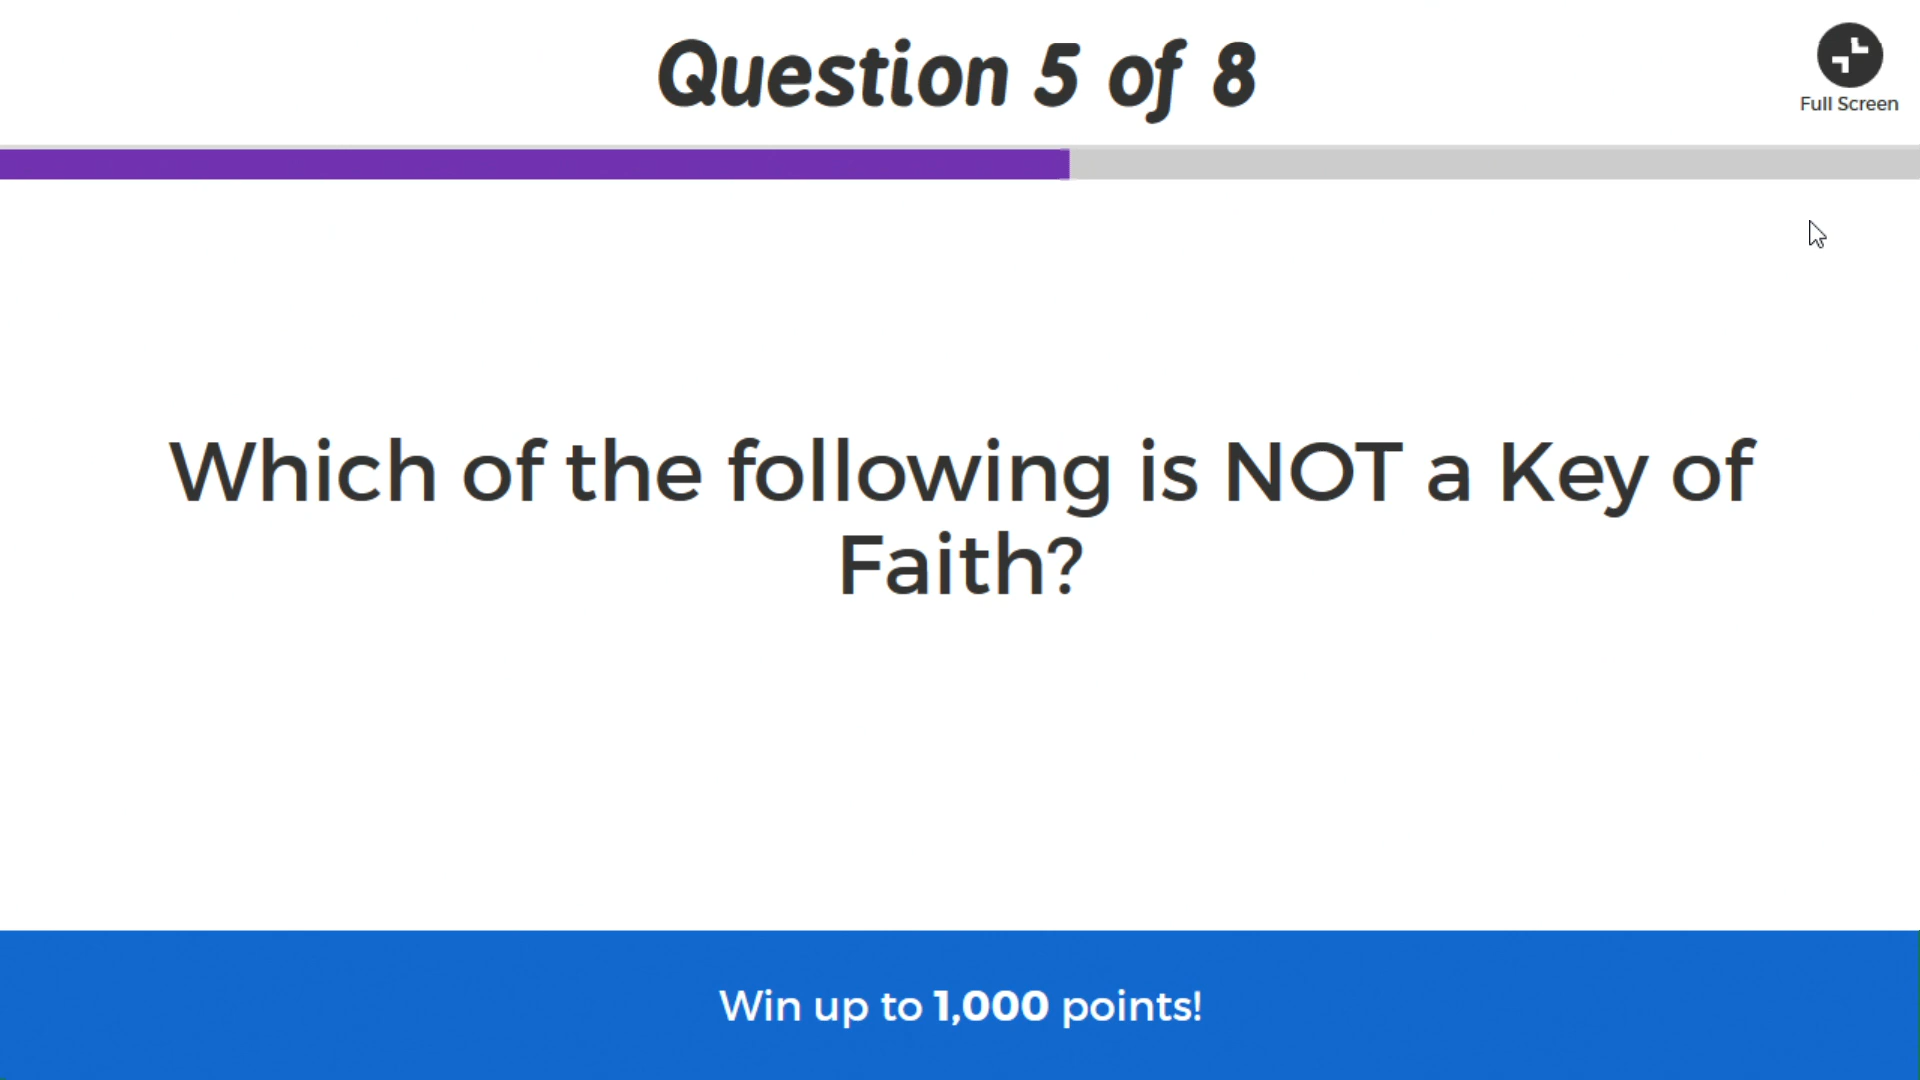 Question 5 of 8
Full Screen
Which of the following is NOT a Key of
Faith?
Win up to 1,000 points!